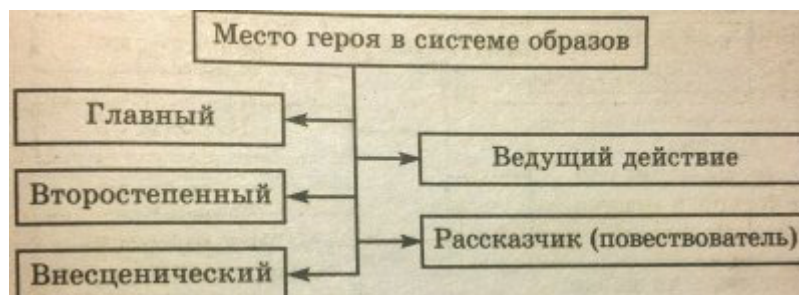 Место героя в системе образов
Главный
Ведущий действие
Второстепенный
Рассказчик (повествователь)
Внесценический